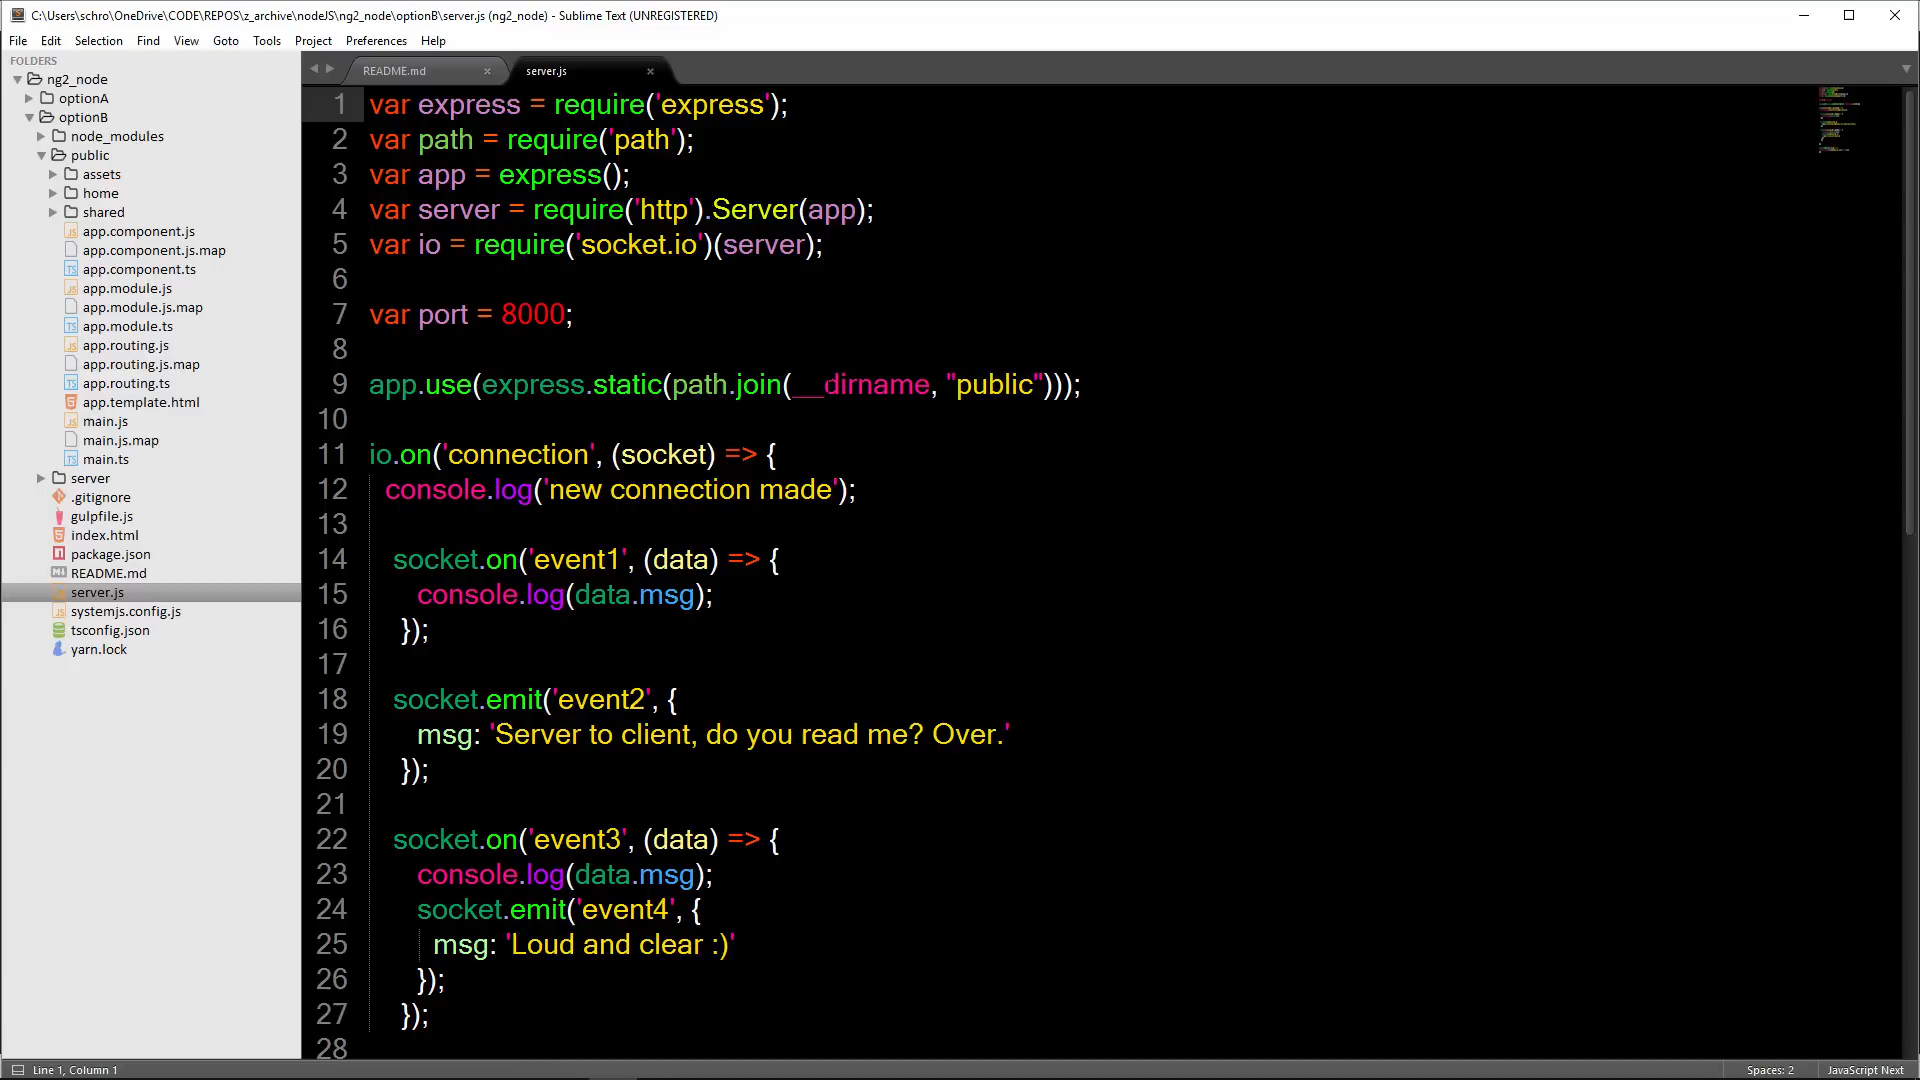 C:\Users\schro\OneDrive\CODE\REPOS\z_archive\nodeJS\ng2_node\optionB\server.js (ng2_node) - Sublime Text (UNREGISTERED)
File Edit Selection Find View Goto Tools Project Preferences Help
FOLDERS
ng2_node
optionA
optionB
node_modules
public
assets
home
shared
app.component.js
app.component.js.map
app.component.ts
app.module.js
app.module.js.map
app.module.ts
app.routing.js
app.routing.js.map
app.routing.ts
app.template.html
main.js
main.js.map
main.ts
server
.gitignore
gulpfile.js
index.html
package.json
README.md
server.js
systemjs.config.js
tsconfig.json
yarn.lock
README.md × server.js ×
1 var express = require('express');
2 var path = require('path');
3 var app = express();
4 var server = require('http').Server(app);
5 var io = require('socket.io')(server);
6
7 var port = 8000;
8
9 app.use(express.static(path.join(__dirname, "public")));
10
11 io.on('connection', (socket) => {
12 console.log('new connection made');
13
14 socket.on('event1', (data) => {
15 console.log(data.msg);
16 });
17
18 socket.emit('event2', {
19 msg: 'Server to client, do you read me? Over.'
20 });
21
22 socket.on('event3', (data) => {
23 console.log(data.msg);
24 socket.emit('event4', {
25 msg: 'Loud and clear :)'
26 });
27 });
28
Line 1, Column 1 Spaces: 2 JavaScript Next